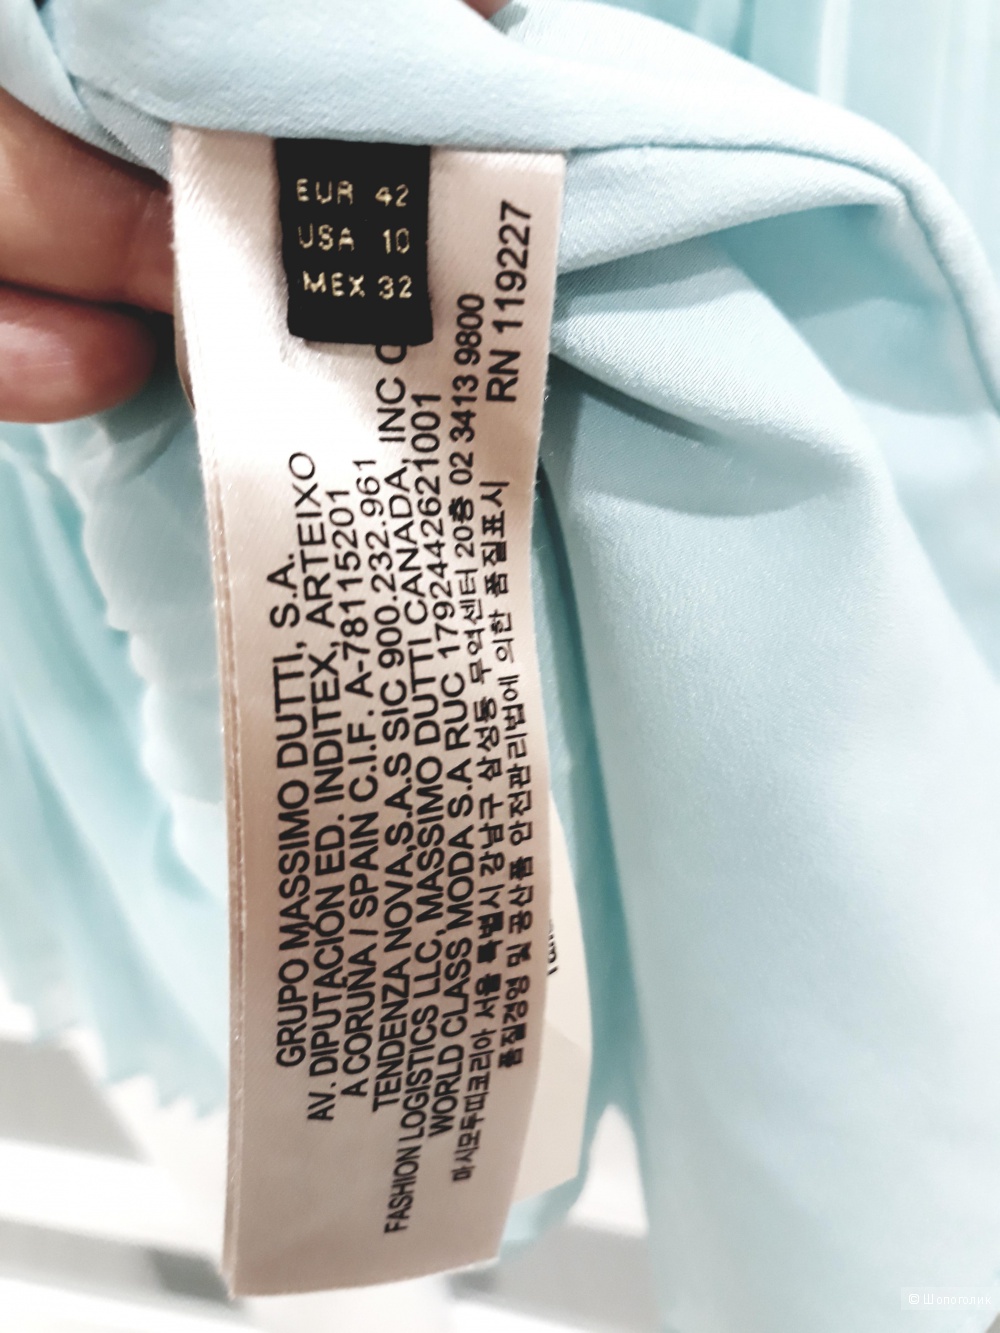 EUR 42
USA 10
MEX 32
GRUPO MASSIMO DUTTI, S.A.
AV. DIPUTACIÓN ED. INDITEX, ARTEIXO
A CORUNA / SPAIN C.I.F. A-78115201
TENDENZA NOVA,S.A.S SIC 900.232.961
FASHION LOGISTICS LLC, MASSIMO DUTTI CANADA, INC
WORLD CLASS MODA S.A RUC 1792442621001
마시모두띠코리아 서울 특별시 강남구 삼성동 무역센터 20층 02 3413 9800
품질경영 및 공산품 안전관리법에 의한 품질표시
RN 119227
© Шопоголик